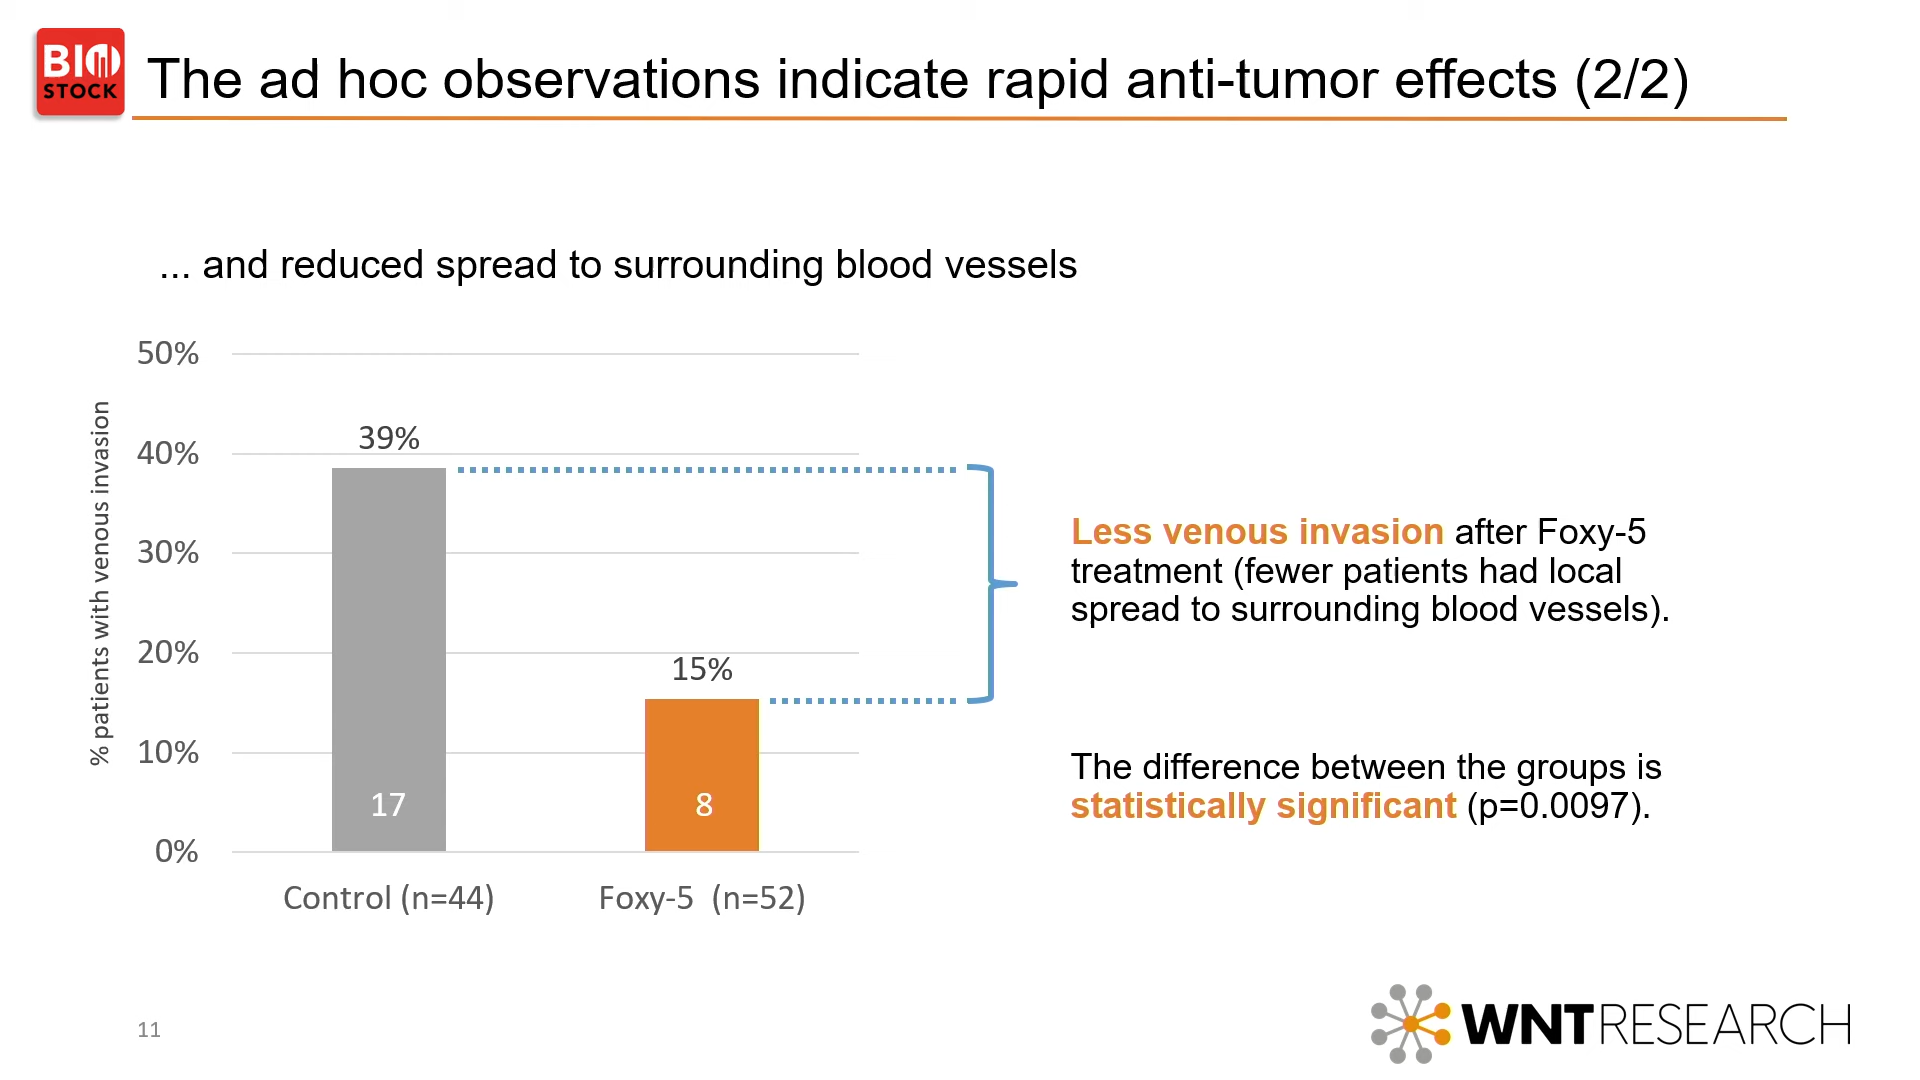 BIO
STOCK
The ad hoc observations indicate rapid anti-tumor effects (2/2)
... and reduced spread to surrounding blood vessels
% patients with venous invasion
50%
40%
30%
20%
10%
0%
39%
15%
17
8
Control (n=44)
Foxy-5 (n=52)
Less venous invasion after Foxy-5
treatment (fewer patients had local
spread to surrounding blood vessels).
The difference between the groups is
statistically significant (p=0.0097).
11
WNTRESEARCH